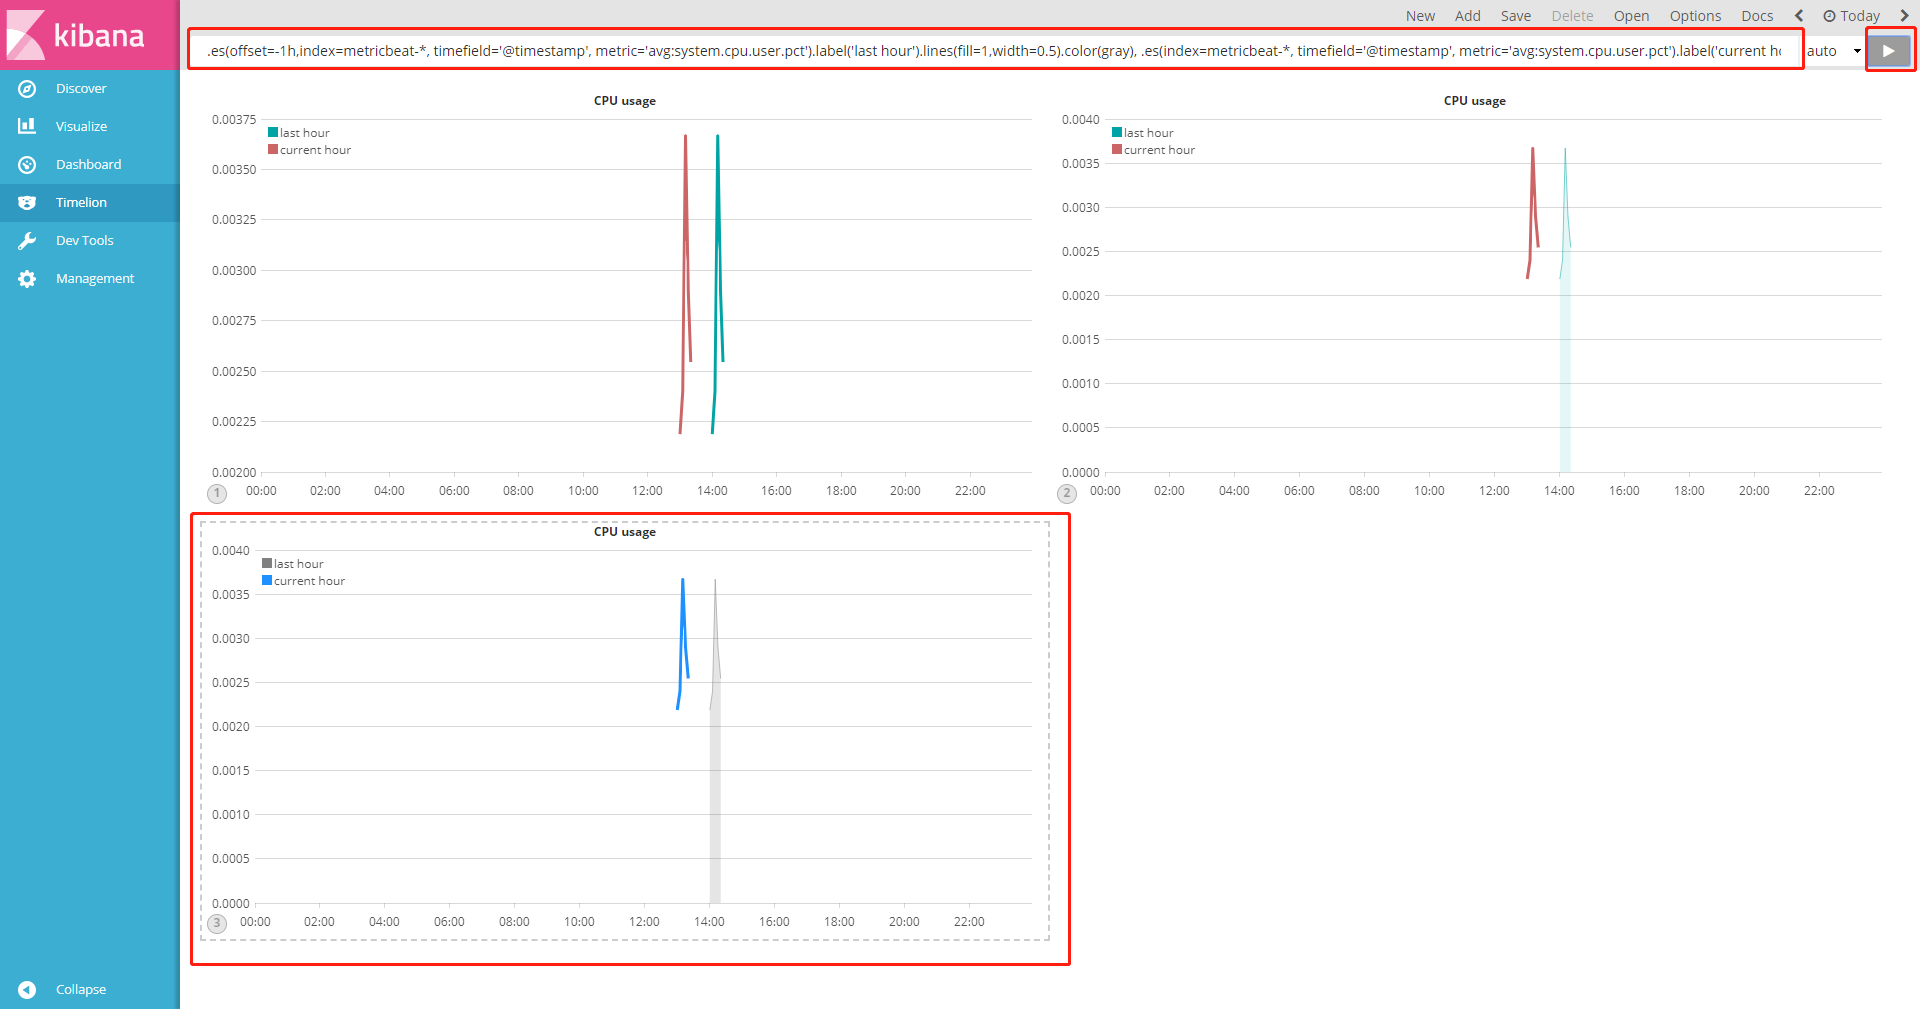 kibana
New Add Save Delete Open Options Docs Today
.es(offset=-1h,index=metricbeat-*, timefield='@timestamp', metric='avg:system.cpu.user.pct').label('last hour').lines(fill=1,width=0.5).color(gray), .es(index=metricbeat-*, timefield='@timestamp', metric='avg:system.cpu.user.pct').label('current h auto
Discover
Visualize
Dashboard
Timelion
Dev Tools
Management
Collapse
CPU usage
last hour
current hour
0.00375
0.00350
0.00325
0.00300
0.00275
0.00250
0.00225
0.00200
1
00:00 02:00 04:00 06:00 08:00 10:00 12:00 14:00 16:00 18:00 20:00 22:00
CPU usage
last hour
current hour
0.0040
0.0035
0.0030
0.0025
0.0020
0.0015
0.0010
0.0005
0.0000
2
00:00 02:00 04:00 06:00 08:00 10:00 12:00 14:00 16:00 18:00 20:00 22:00
CPU usage
last hour
current hour
0.0040
0.0035
0.0030
0.0025
0.0020
0.0015
0.0010
0.0005
0.0000
3
00:00 02:00 04:00 06:00 08:00 10:00 12:00 14:00 16:00 18:00 20:00 22:00